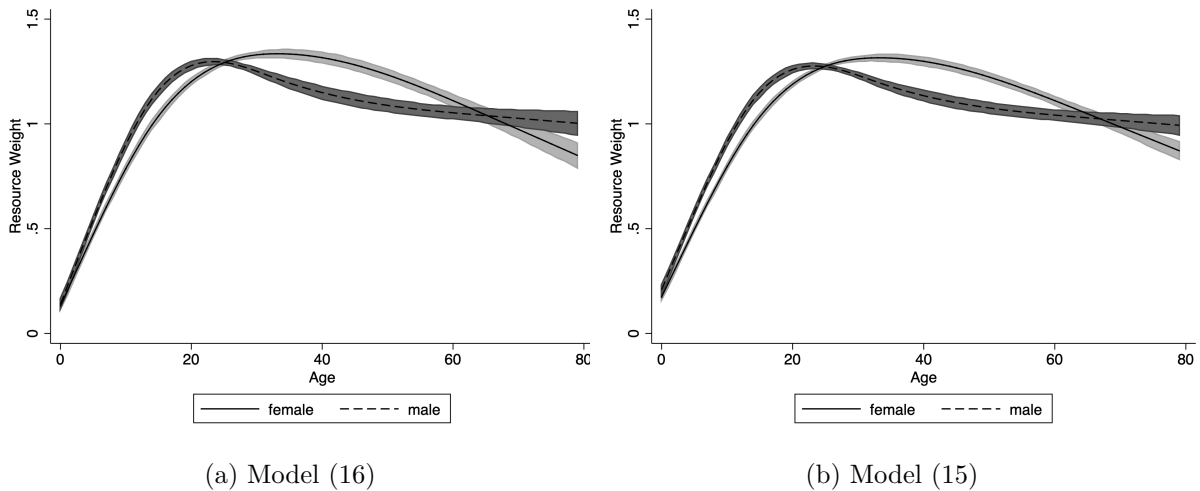 1.5
1
.5
0
Resource Weight
0 20 40 60 80
Age
female male
(a) Model (16)
1.5
1
.5
0
Resource Weight
0 20 40 60 80
Age
female male
(b) Model (15)